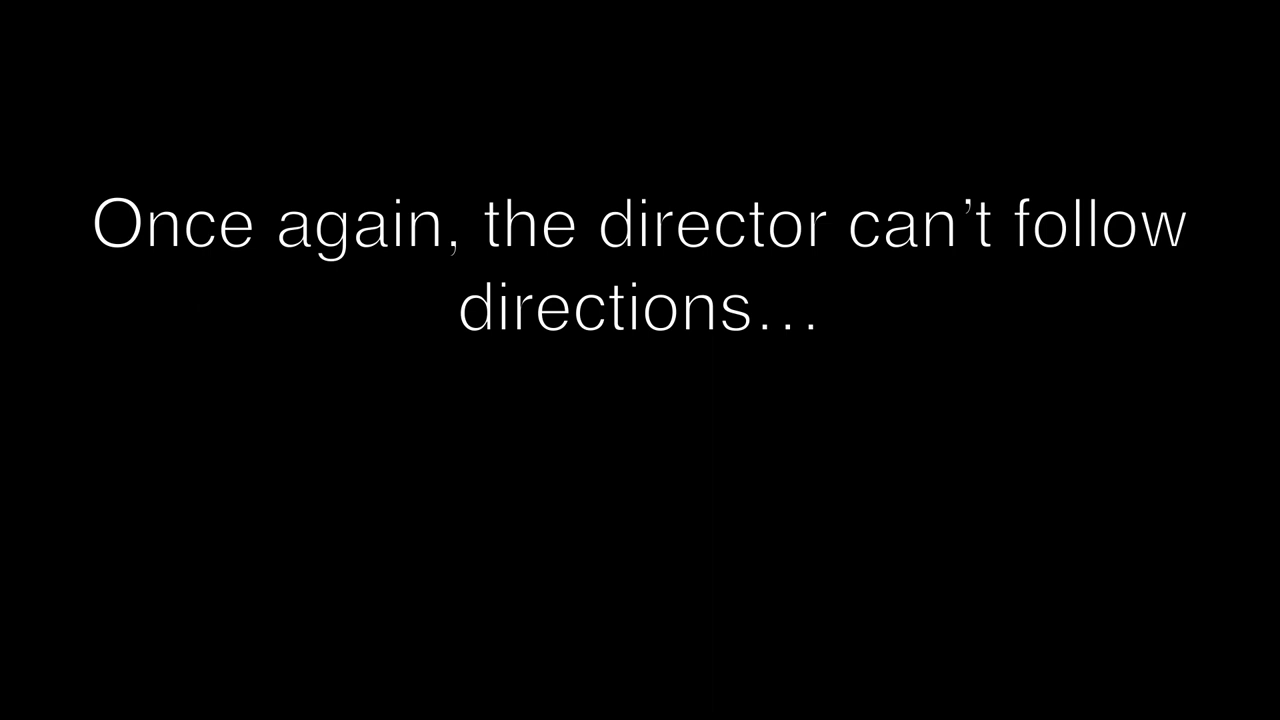 Once again, the director can’t follow
directions…